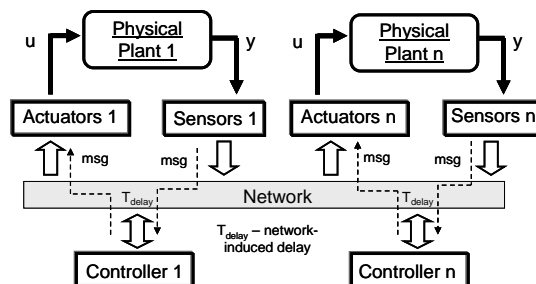 Physical
Plant 1
Physical
Plant n
u
y
u
y
Actuators 1
Sensors 1
Actuators n
Sensors n
msg
msg
msg
msg
Tdelay
Network
Tdelay
Tdelay – network-
induced delay
Controller 1
Controller n